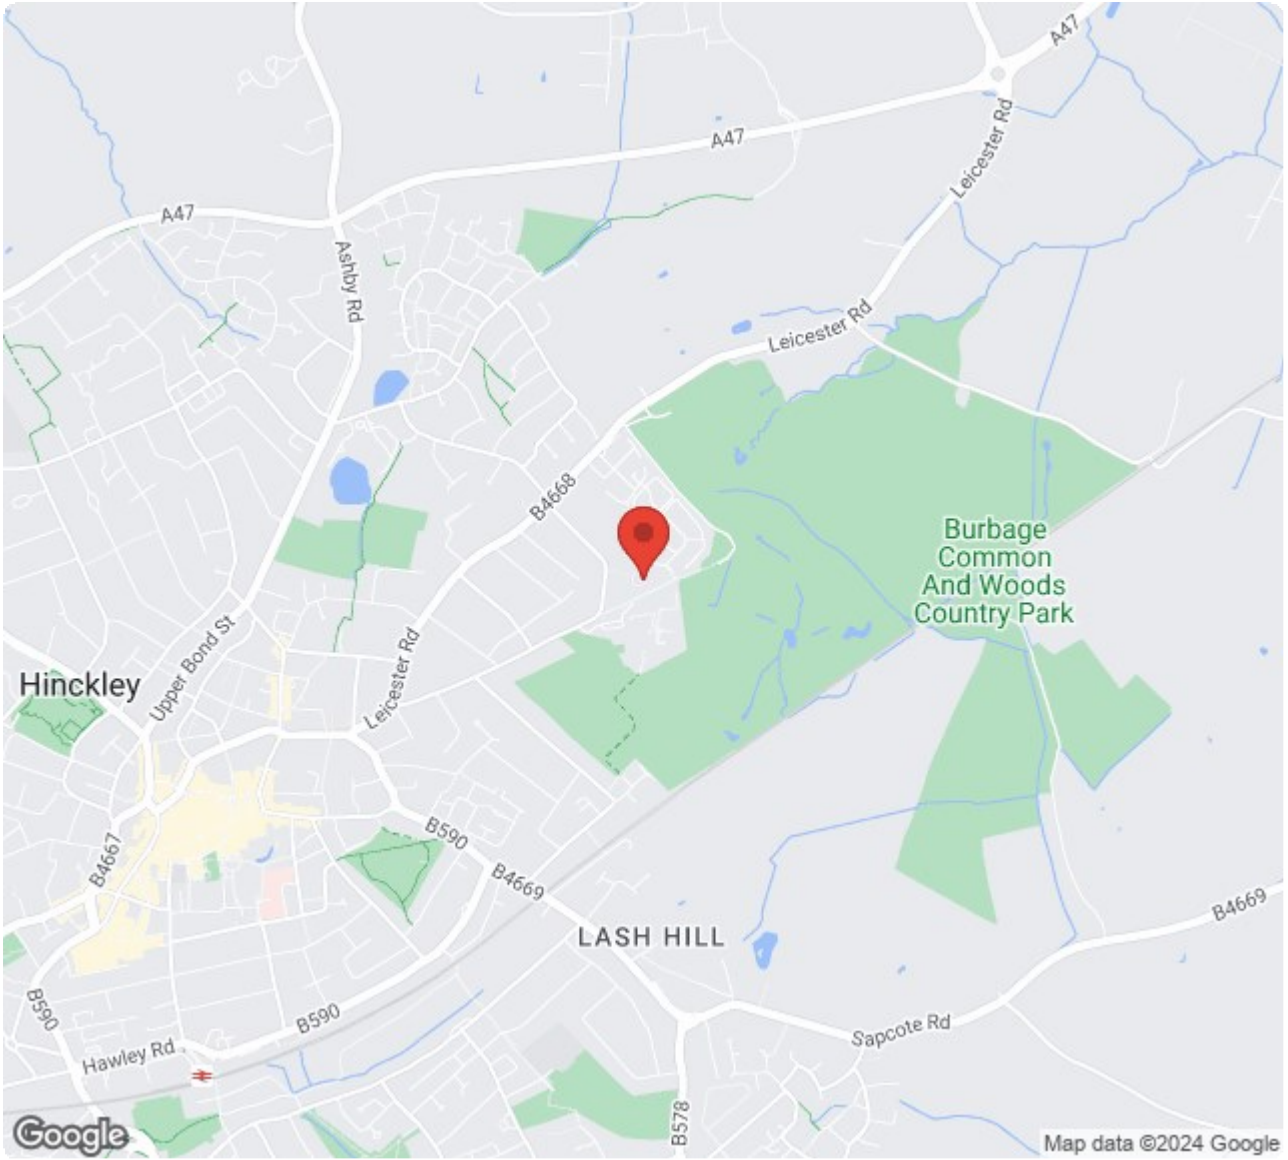 A47
A47
Leicester Rd
A47
Ashby Rd
Leicester Rd
B4668
Burbage
Common
And Woods
Country Park
Upper Bond St
Leicester Rd
Hinckley
B590
B4667
B4669
B4669
LASH HILL
B590
B590
Sapcote Rd
Hawley Rd
B578
Google
Map data ©2024 Google